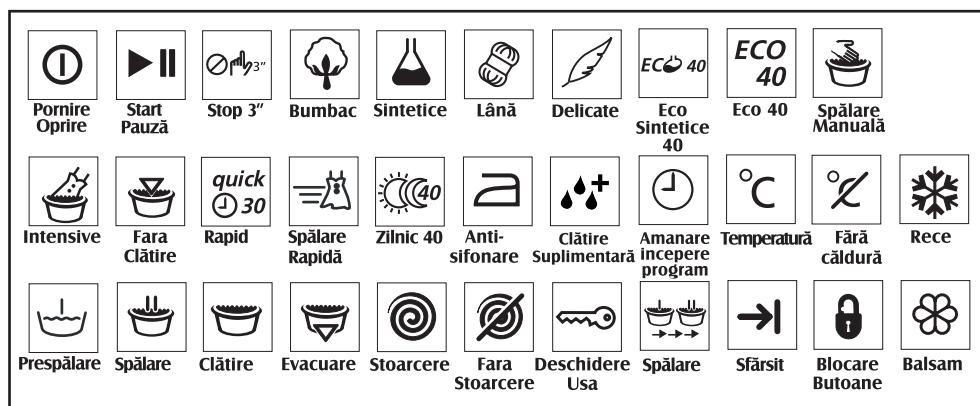 3″
ECO 40
ECO
40
Pornire
Oprire
Start
Pauză
Stop 3″
Bumbac
Sintetice
Lână
Delicate
Eco
Sintetice
40
Eco 40
Spălare
Manuală
quick
30
40
°C
Intensive
Fara
Clătire
Rapid
Spălare
Rapidă
Zilnic 40
Anti-
sifonare
Clătire
Suplimentară
Amanare
incepere
program
Temperatură
Fără
căldură
Rece
Prespălare
Spălare
Clătire
Evacuare
Stoarcere
Fara
Stoarcere
Deschidere
Usa
Spălare
Sfârsit
Blocare
Butoane
Balsam